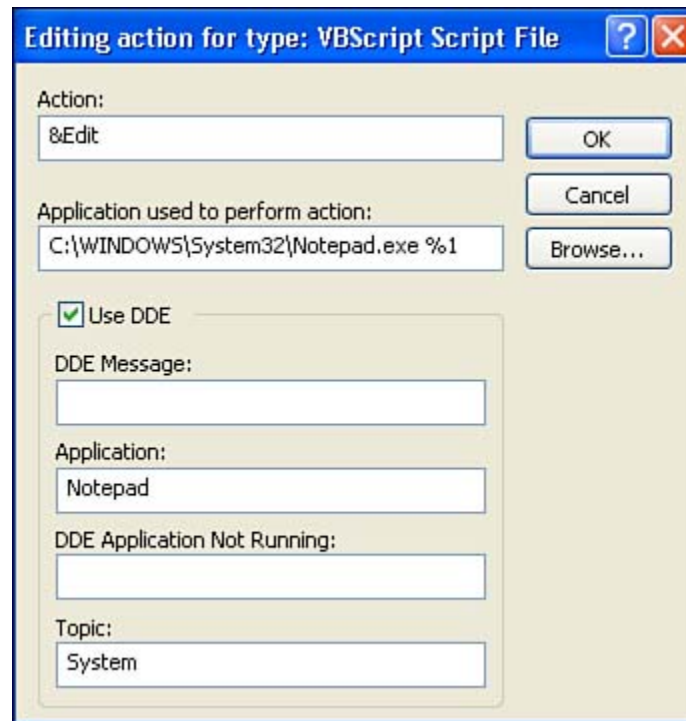 Editing action for type: VBScript Script File
?
Action:
&Edit
OK
Cancel
Application used to perform action:
C:\WINDOWS\System32\Notepad.exe %1
Browse...
Use DDE
DDE Message:
Application:
Notepad
DDE Application Not Running:
Topic:
System